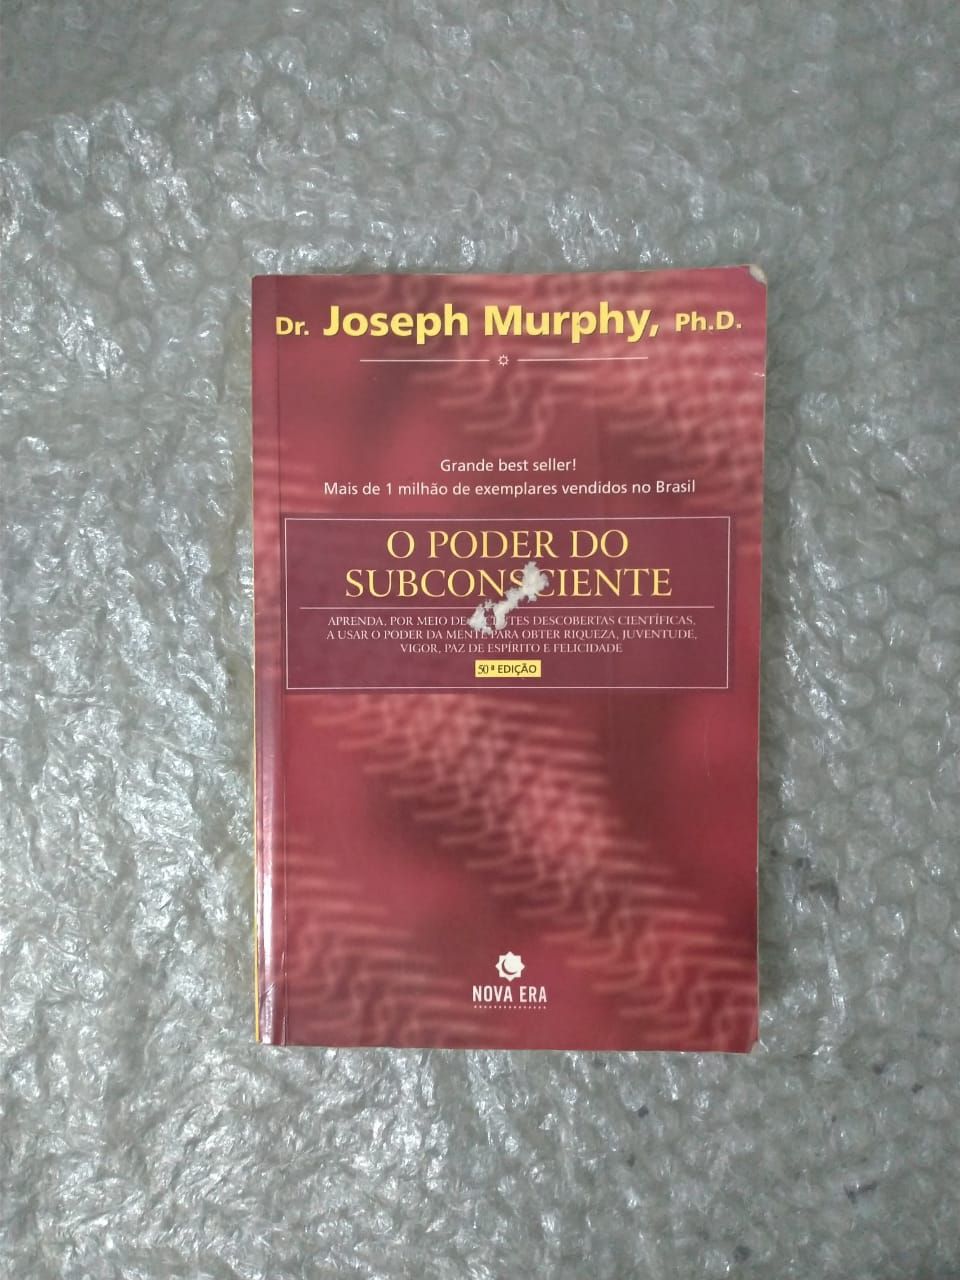 Dr. Joseph Murphy, Ph.D.
Grande best seller!
Mais de 1 milhão de exemplares vendidos no Brasil
O PODER DO
SUBCONSCIENTE
APRENDA, POR MEIO DE DESCOBERTAS CIENTÍFICAS,
A USAR O PODER DA MENTE PARA OBTER RIQUEZA, JUVENTUDE,
VIGOR, PAZ DE ESPÍRITO E FELICIDADE
50ª EDIÇÃO
NOVA ERA